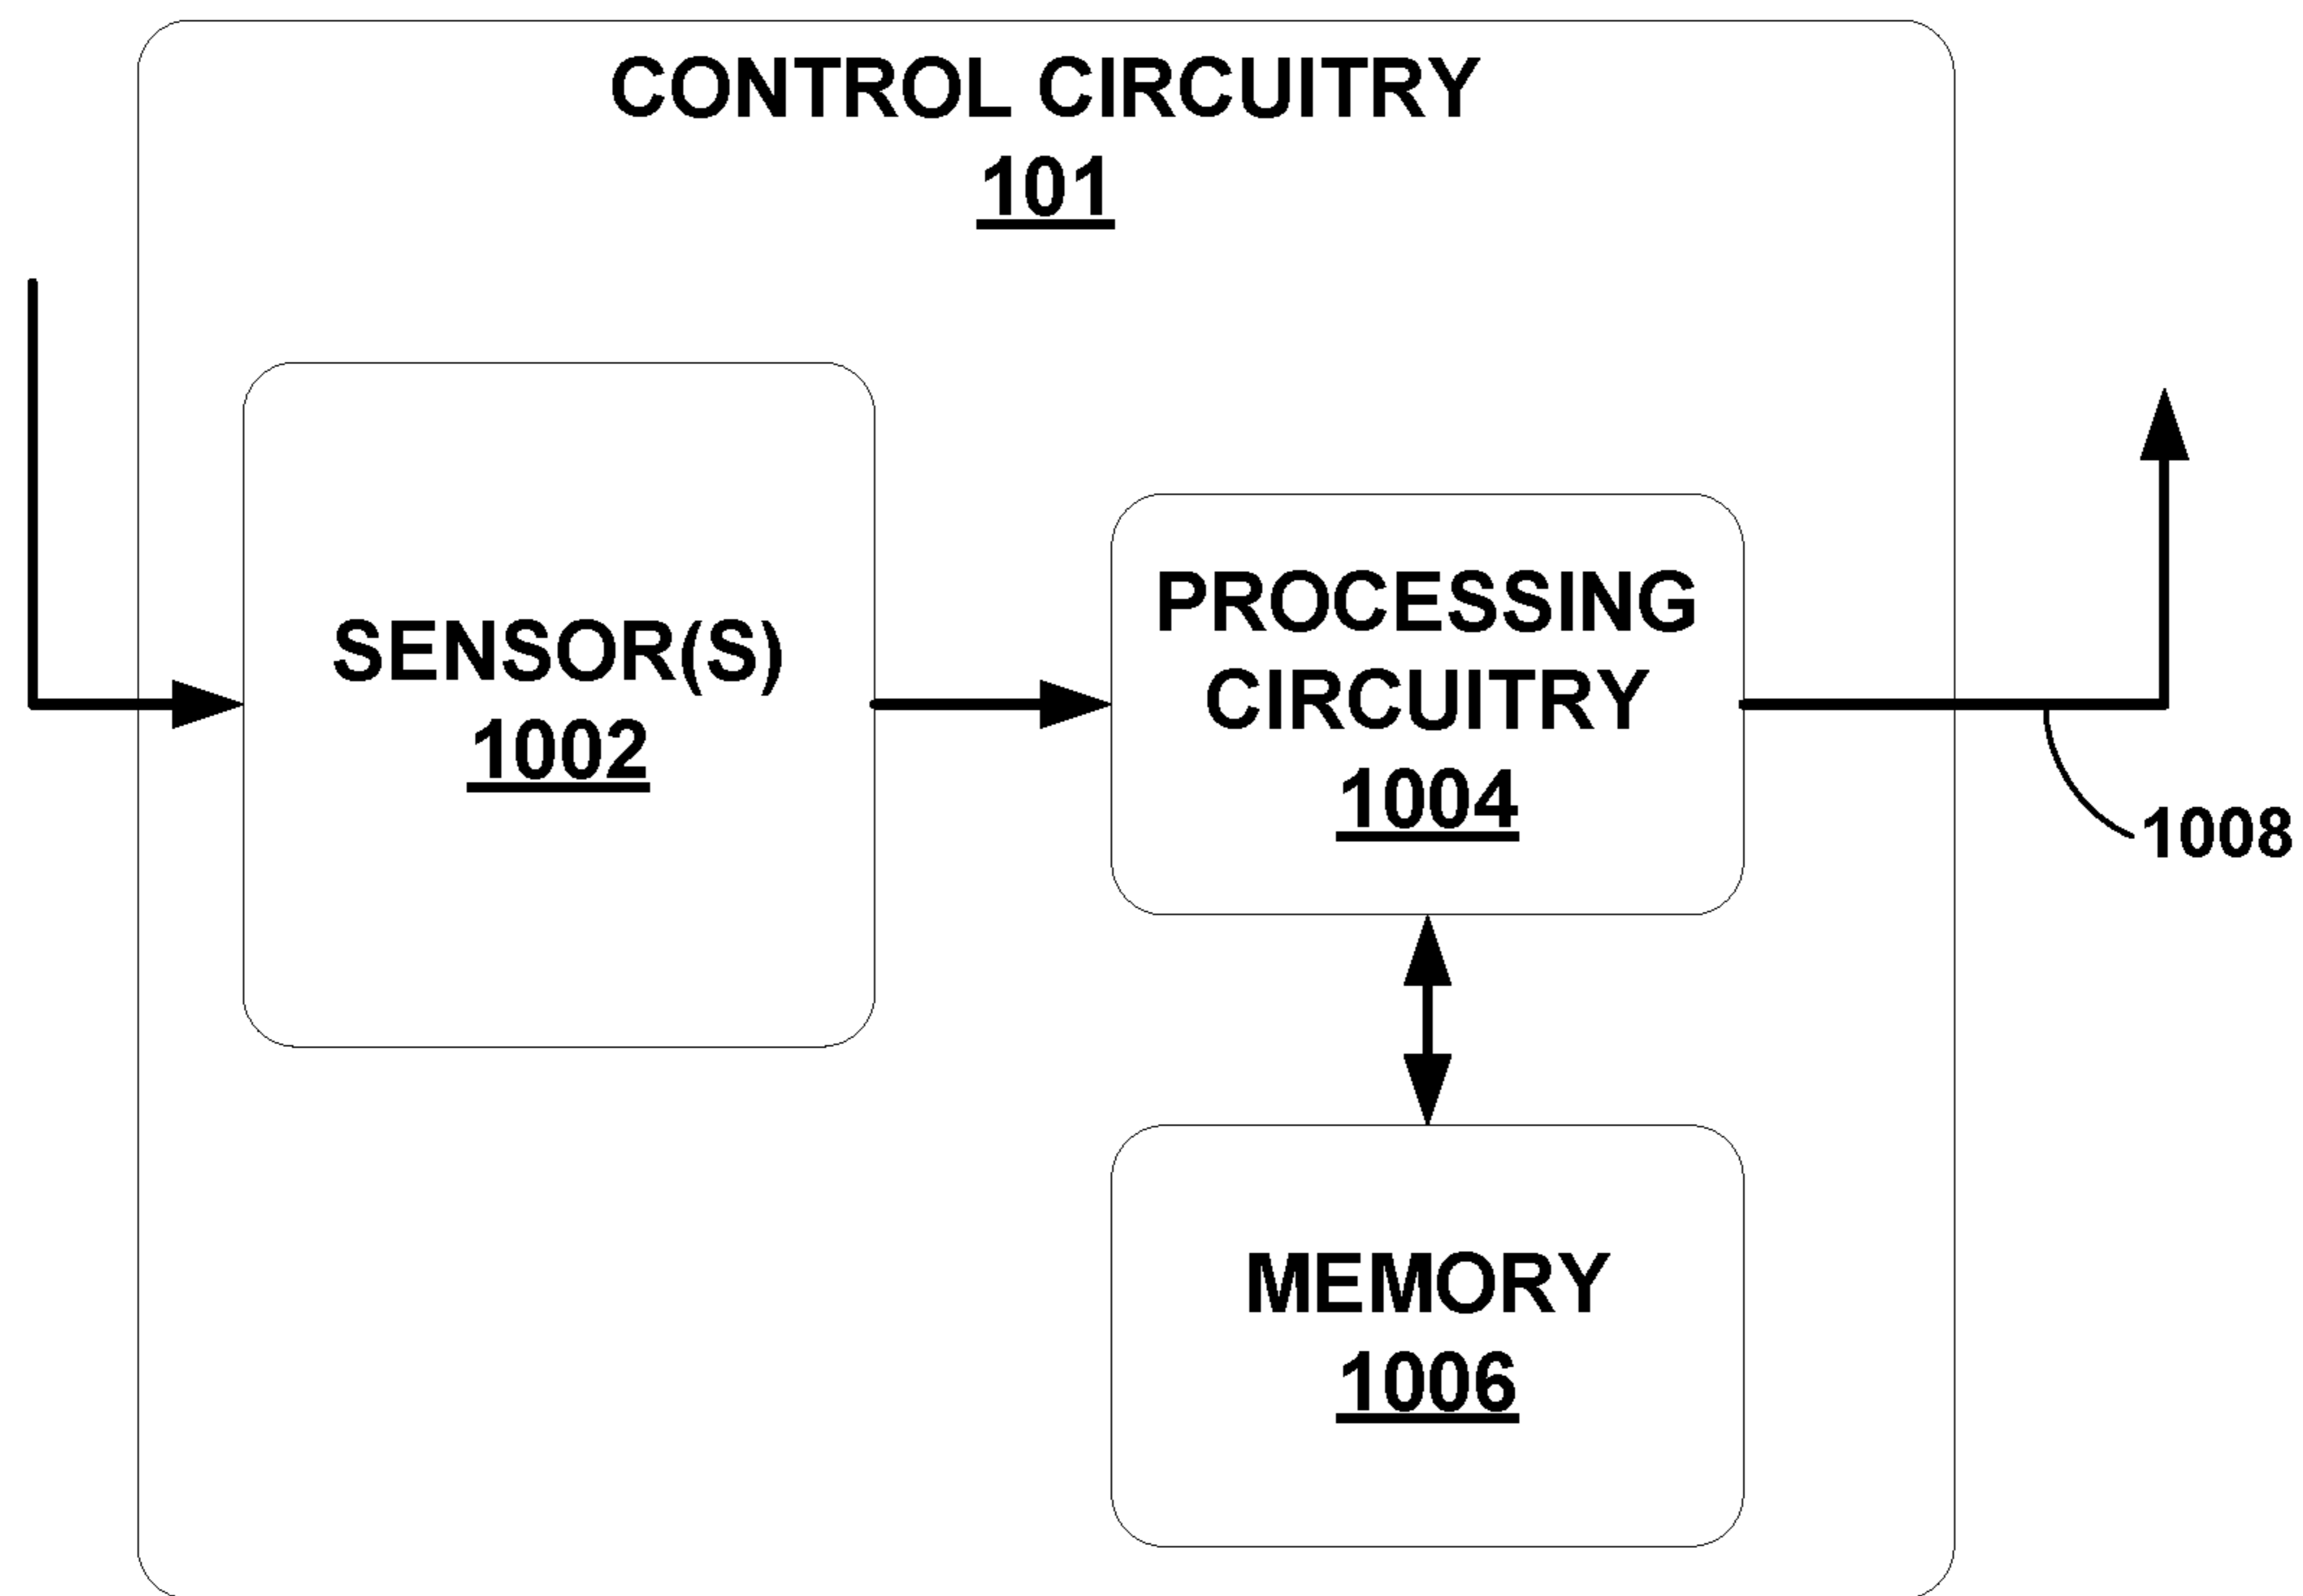 CONTROL CIRCUITRY
101
SENSOR(S)
1002
PROCESSING
CIRCUITRY
1004
1008
MEMORY
1006